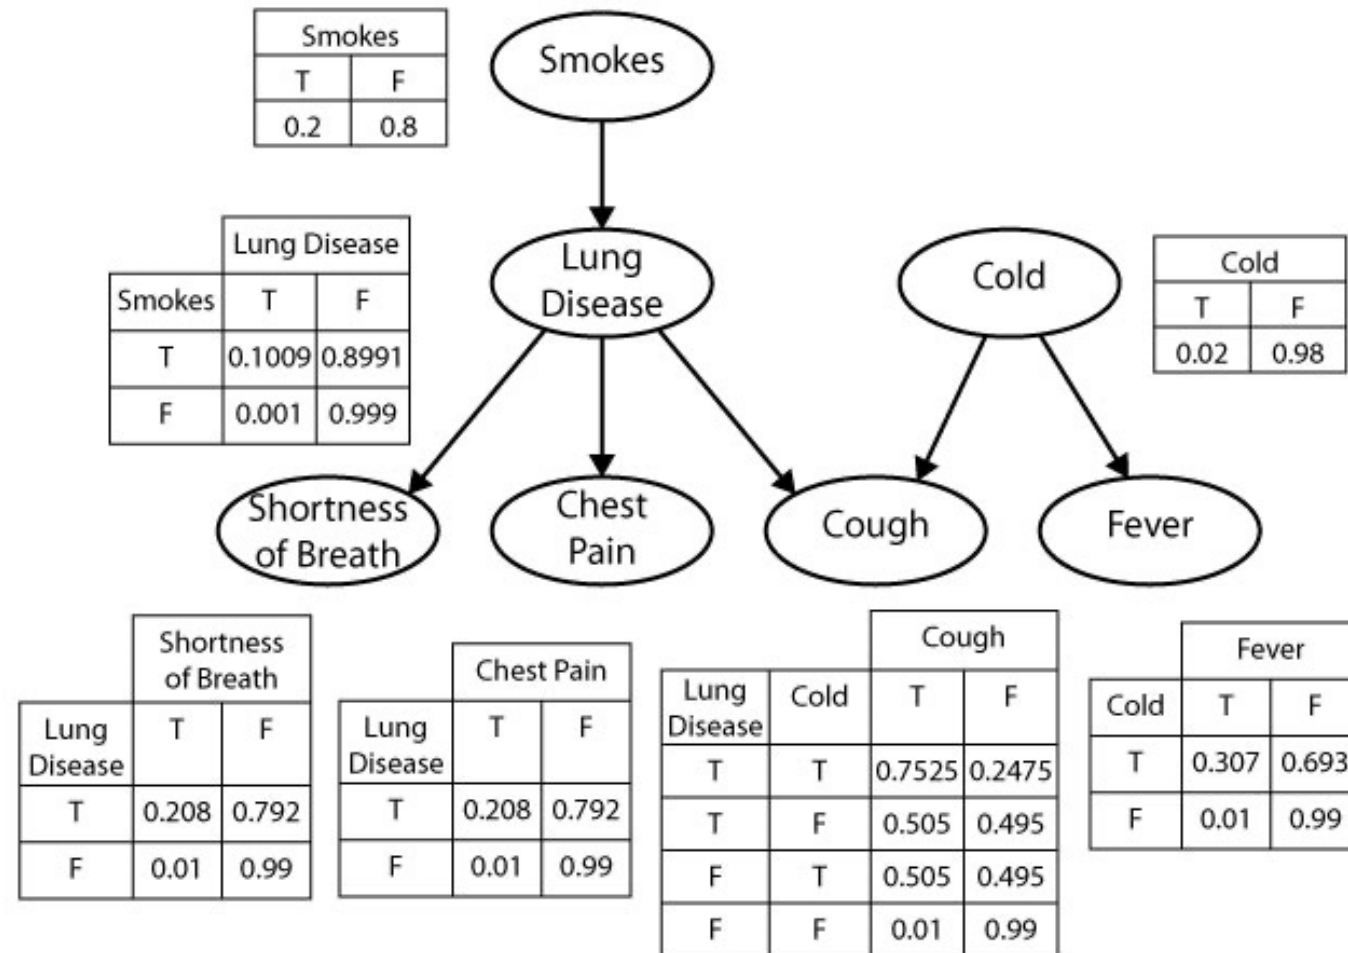 Smokes
T F
0.2 0.8
Smokes
Lung Disease
Smokes T F
T 0.1009 0.8991
F 0.001 0.999
Lung
Disease
Cold
Cold
T F
0.02 0.98
Shortness
of Breath
Chest
Pain
Cough
Fever
Shortness
of Breath
Lung
Disease
T F
T 0.208 0.792
F 0.01 0.99
Chest Pain
Lung
Disease
T F
T 0.208 0.792
F 0.01 0.99
Cough
Lung
Disease
Cold T F
T T 0.7525 0.2475
T F 0.505 0.495
F T 0.505 0.495
F F 0.01 0.99
Fever
Cold T F
T 0.307 0.693
F 0.01 0.99